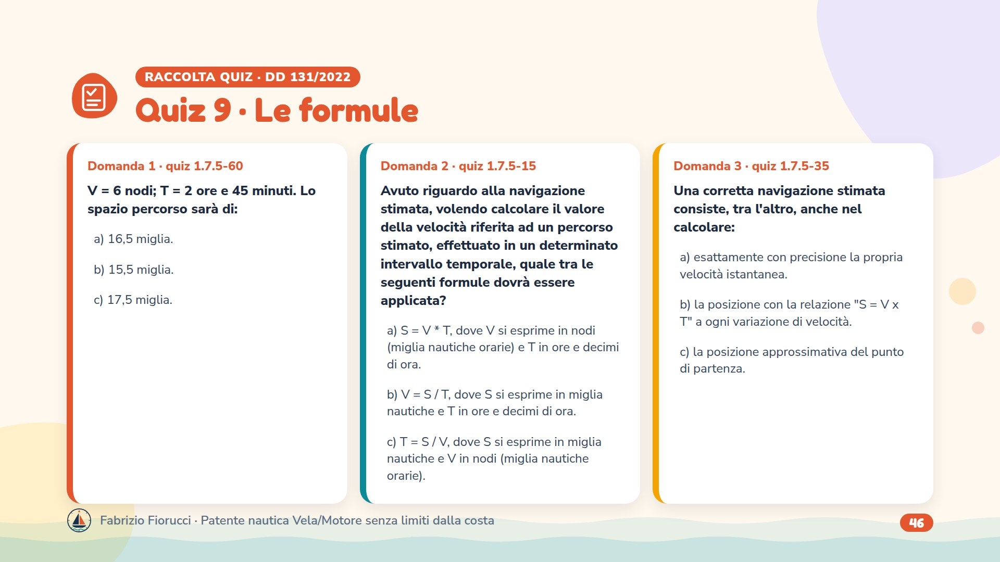 RACCOLTA QUIZ · DD 131/2022
Quiz 9 · Le formule
Domanda 1 · quiz 1.7.5-60
V = 6 nodi; T = 2 ore e 45 minuti. Lo
spazio percorso sarà di:
a) 16,5 miglia.
b) 15,5 miglia.
c) 17,5 miglia.
Domanda 2 · quiz 1.7.5-15
Avuto riguardo alla navigazione
stimata, volendo calcolare il valore
della velocità riferita ad un percorso
stimato, effettuato in un determinato
intervallo temporale, quale tra le
seguenti formule dovrà essere
applicata?
a) S = V * T, dove V si esprime in nodi
(miglia nautiche orarie) e T in ore e decimi
di ora.
b) V = S / T, dove S si esprime in miglia
nautiche e T in ore e decimi di ora.
c) T = S / V, dove S si esprime in miglia
nautiche e V in nodi (miglia nautiche
orarie).
Domanda 3 · quiz 1.7.5-35
Una corretta navigazione stimata
consiste, tra l'altro, anche nel
calcolare:
a) esattamente con precisione la propria
velocità istantanea.
b) la posizione con la relazione "S = V x
T" a ogni variazione di velocità.
c) la posizione approssimativa del punto
di partenza.
Fabrizio Fiorucci · Patente nautica Vela/Motore senza limiti dalla costa
46